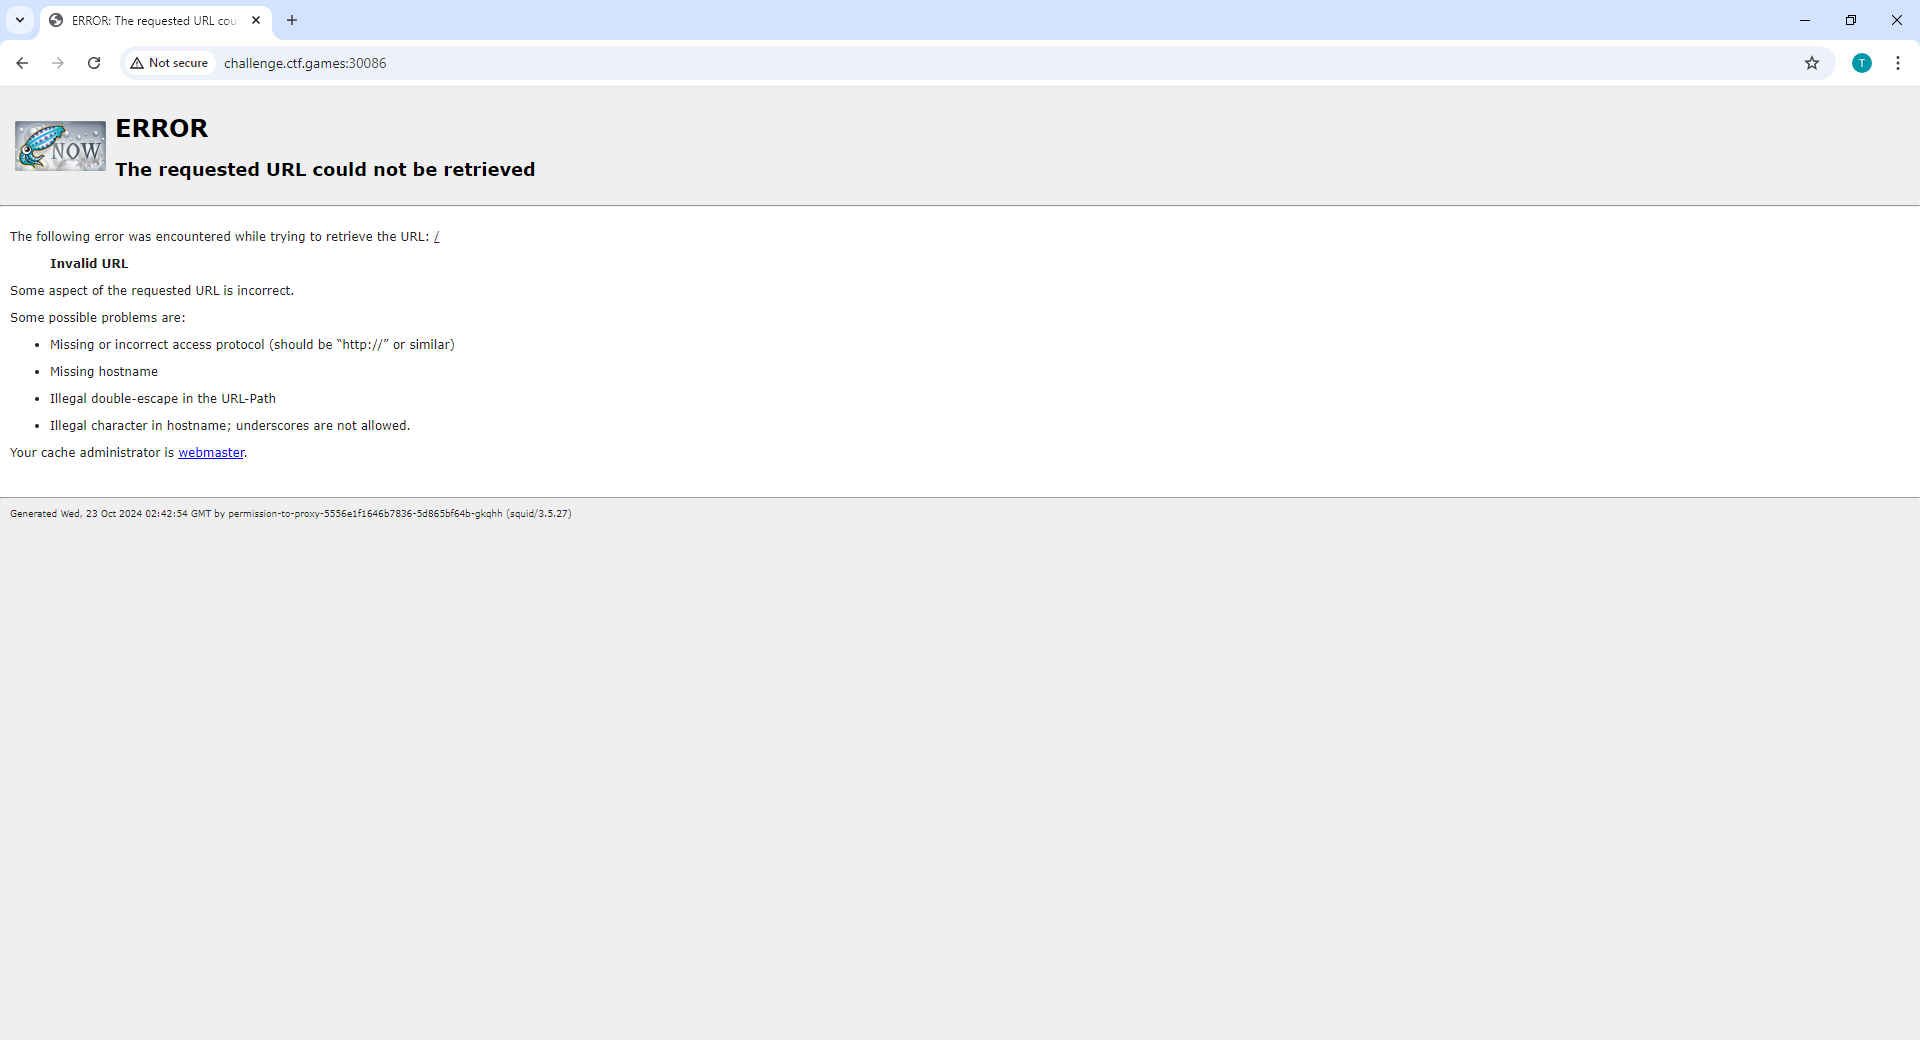 ERROR: The requested URL cou
Not secure
challenge.ctf.games:30086
T
NOW
ERROR
The requested URL could not be retrieved
The following error was encountered while trying to retrieve the URL: /
Invalid URL
Some aspect of the requested URL is incorrect.
Some possible problems are:
• Missing or incorrect access protocol (should be “http://” or similar)
• Missing hostname
• Illegal double-escape in the URL-Path
• Illegal character in hostname; underscores are not allowed.
Your cache administrator is webmaster.
Generated Wed, 23 Oct 2024 02:42:54 GMT by permission-to-proxy-5556e1f1646b7836-5d865bf64b-gkqhh (squid/3.5.27)